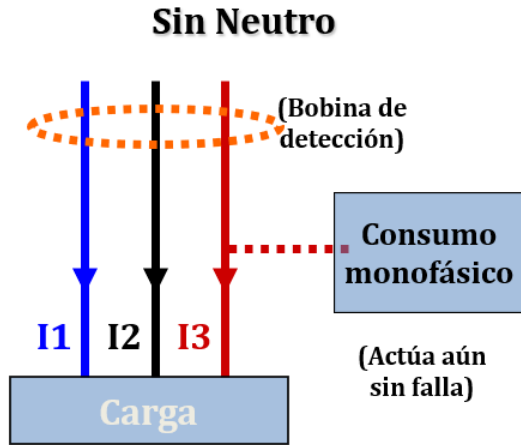 Sin Neutro
(Bobina de
detección)
Consumo
monofásico
I1
I2
I3
(Actúa aún
sin falla)
Carga